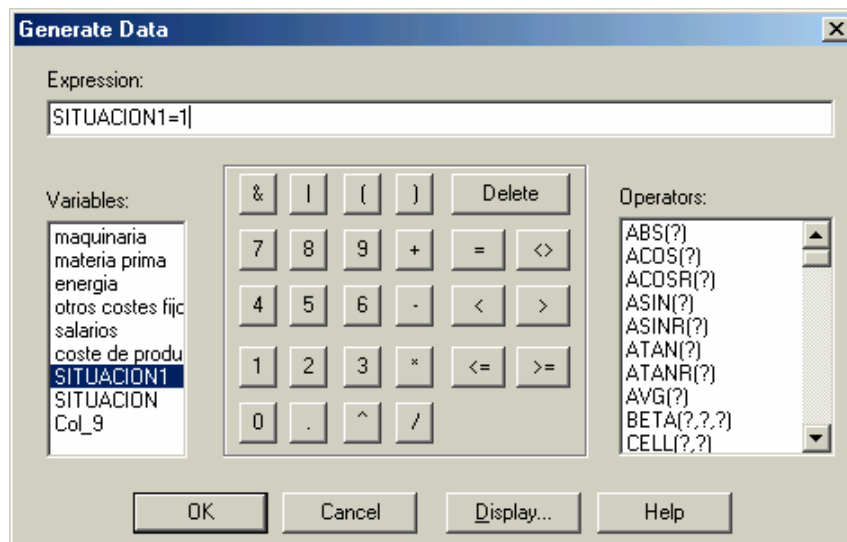 Generate Data
Expression:
SITUACION1=1
Variables:
maquinaria
materia prima
energia
otros costes fijc
salarios
coste de produ
SITUACION1
SITUACION
Col_9
& | ( ) Delete
7 8 9 + = <>
4 5 6 - < >
1 2 3 * <= >=
0 . ^ /
Operators:
ABS(?)
ACOS(?)
ACOSR(?)
ASIN(?)
ASINR(?)
ATAN(?)
ATANR(?)
AVG(?)
BETA(?,?,?)
CELL(?,?)
OK Cancel Display... Help